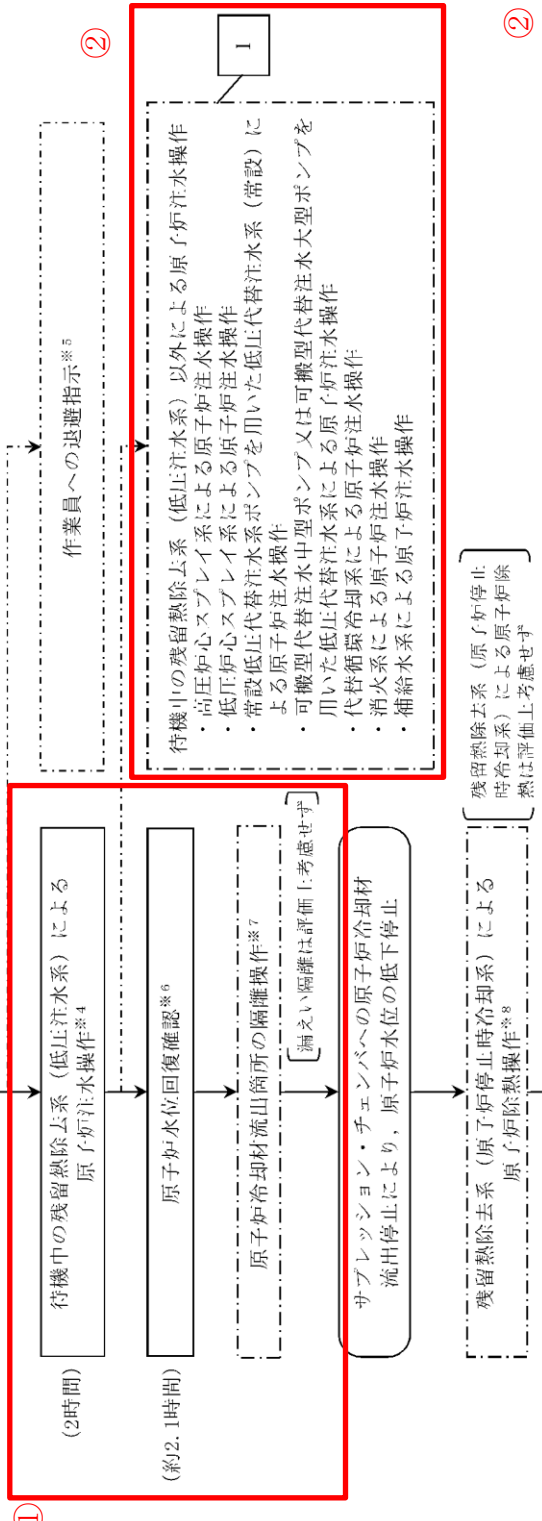 ①
(2時間)
待機中の残留熱除去系（低圧注水系）による
原子炉注水操作※4
(約2.1時間)
原子炉水位回復確認※6
原子炉冷却材流出箇所の隔離操作※7
漏えい隔離は評価上考慮せず
サプレッション・チェンバへの原子炉冷却材
流出停止により，原子炉水位の低下停止
残留熱除去系（原子炉停止時冷却系）による
原子炉除熱操作※8
残留熱除去系（原子炉停止
時冷却系）による原子炉除
熱は評価上考慮せず
作業員への退避指示※5
②
待機中の残留熱除去系（低圧注水系）以外による原子炉注水操作
・高圧炉心スプレイ系による原子炉注水操作
・低圧炉心スプレイ系による原子炉注水操作
・常設低圧代替注水系ポンプを用いた低圧代替注水系（常設）に
よる原子炉注水操作
・可搬型代替注水中型ポンプ又は可搬型代替注水大型ポンプを
用いた低圧代替注水系による原子炉注水操作
・代替循環冷却系による原子炉注水操作
・消火系による原子炉注水操作
・補給水系による原子炉注水操作
1
②